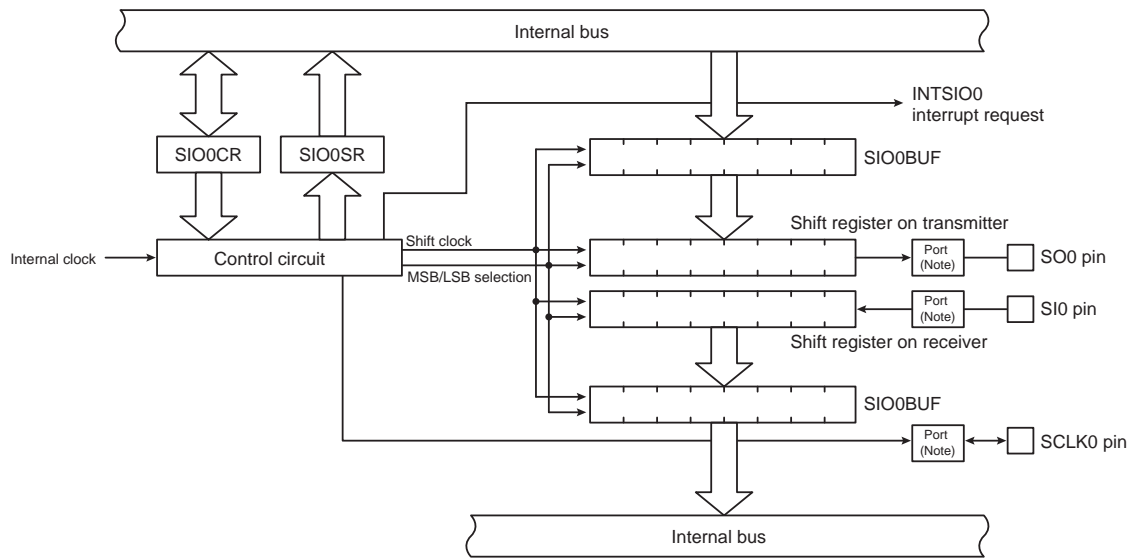 Internal bus
INTSIO0
interrupt request
SIO0CR
SIO0SR
SIO0BUF
Shift register on transmitter
Shift clock
Internal clock
Control circuit
MSB/LSB selection
Port
(Note)
SO0 pin
Port
(Note)
SI0 pin
Shift register on receiver
SIO0BUF
Port
(Note)
SCLK0 pin
Internal bus